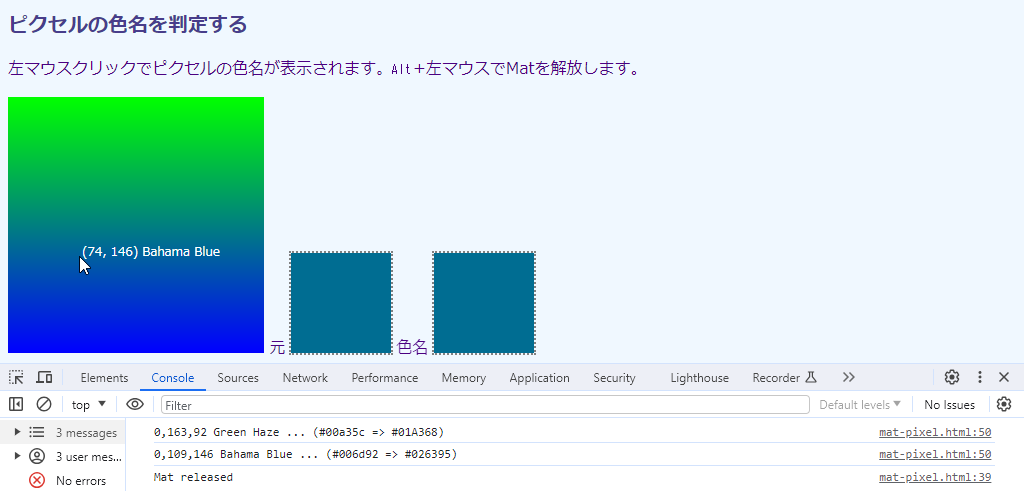 ピクセルの色名を判定する
左マウスクリックでピクセルの色名が表示されます。Alt+左マウスでMatを解放します。
(74, 146) Bahama Blue
元 色名
Elements Console Sources Network Performance Memory Application Security Lighthouse Recorder
top Filter Default levels No Issues
3 messages 0,163,92 Green Haze ... (#00a35c => #01A368) mat-pixel.html:50
3 user mes... 0,109,146 Bahama Blue ... (#006d92 => #026395) mat-pixel.html:50
No errors Mat released mat-pixel.html:39